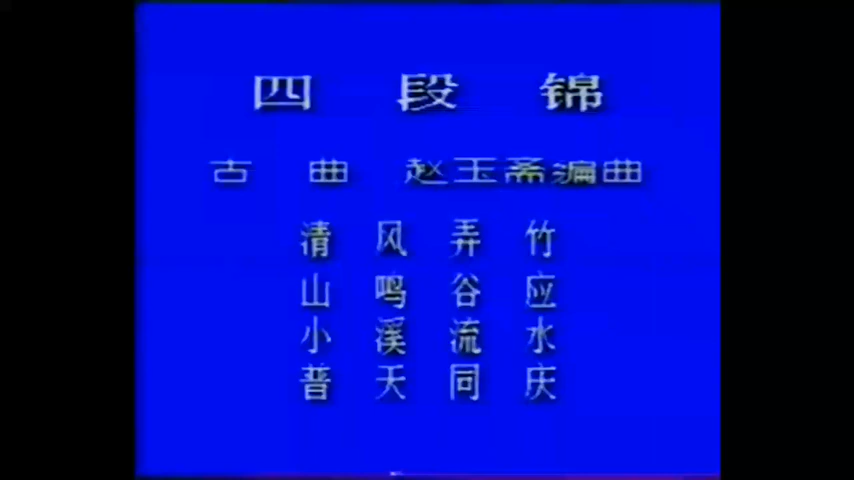 四段锦
古曲 赵玉斋编曲
清风弄竹
山鸣谷应
小溪流水
普天同庆